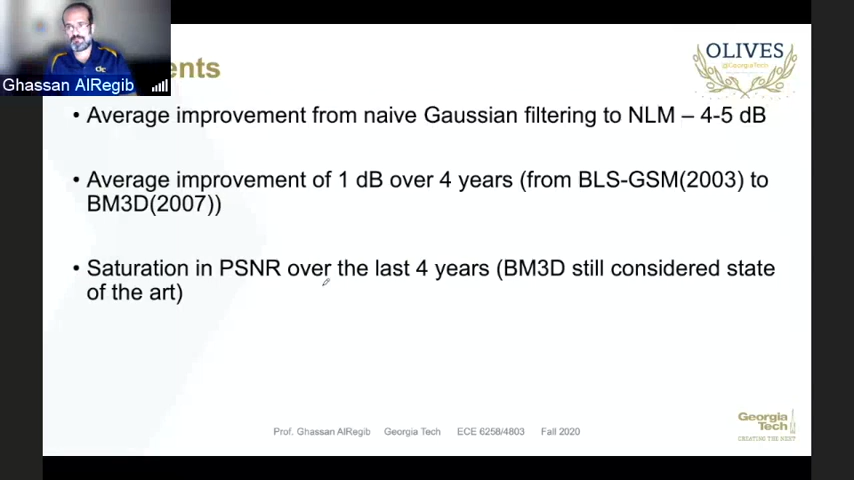 Ghassan AlRegib
ents
OLIVES
@GeorgiaTech
• Average improvement from naive Gaussian filtering to NLM – 4-5 dB
• Average improvement of 1 dB over 4 years (from BLS-GSM(2003) to
BM3D(2007))
• Saturation in PSNR over the last 4 years (BM3D still considered state
of the art)
Prof. Ghassan AlRegib Georgia Tech ECE 6258/4803 Fall 2020
Georgia
Tech
CREATING THE NEXT